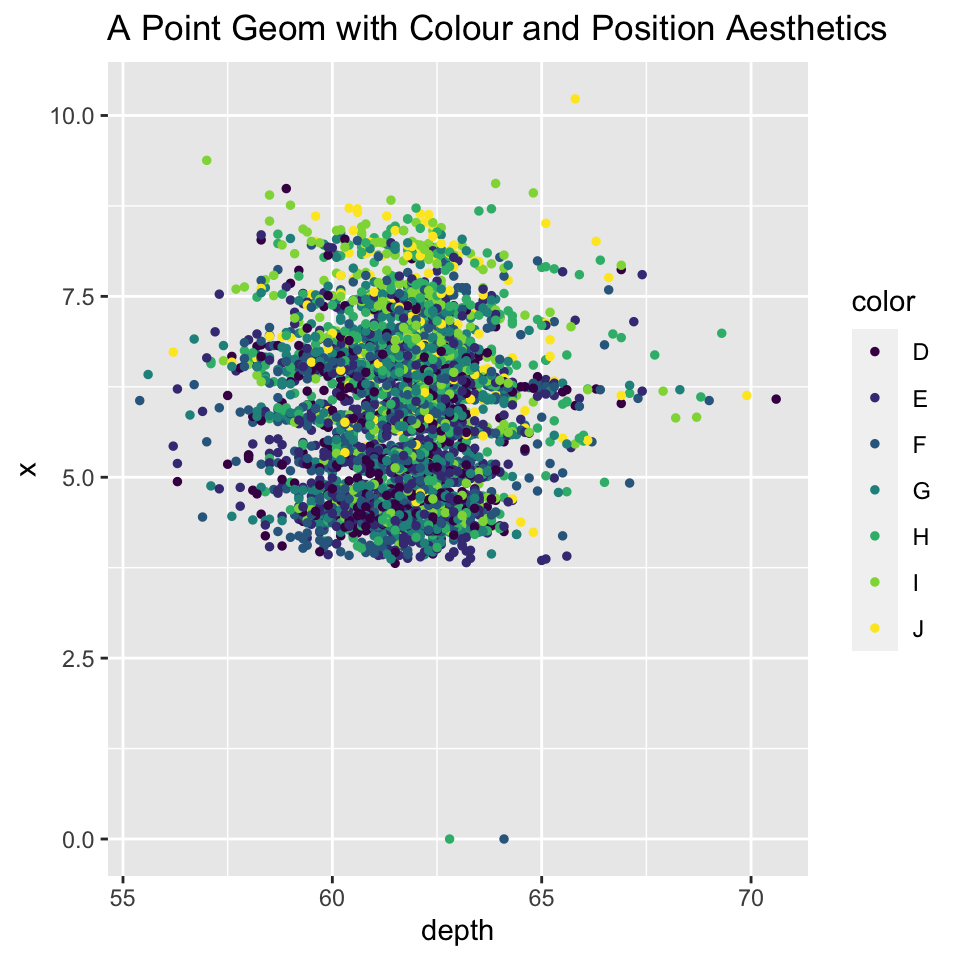 A Point Geom with Colour and Position Aesthetics
10.0
7.5
5.0
2.5
0.0
x
55 60 65 70
depth
color
D
E
F
G
H
I
J